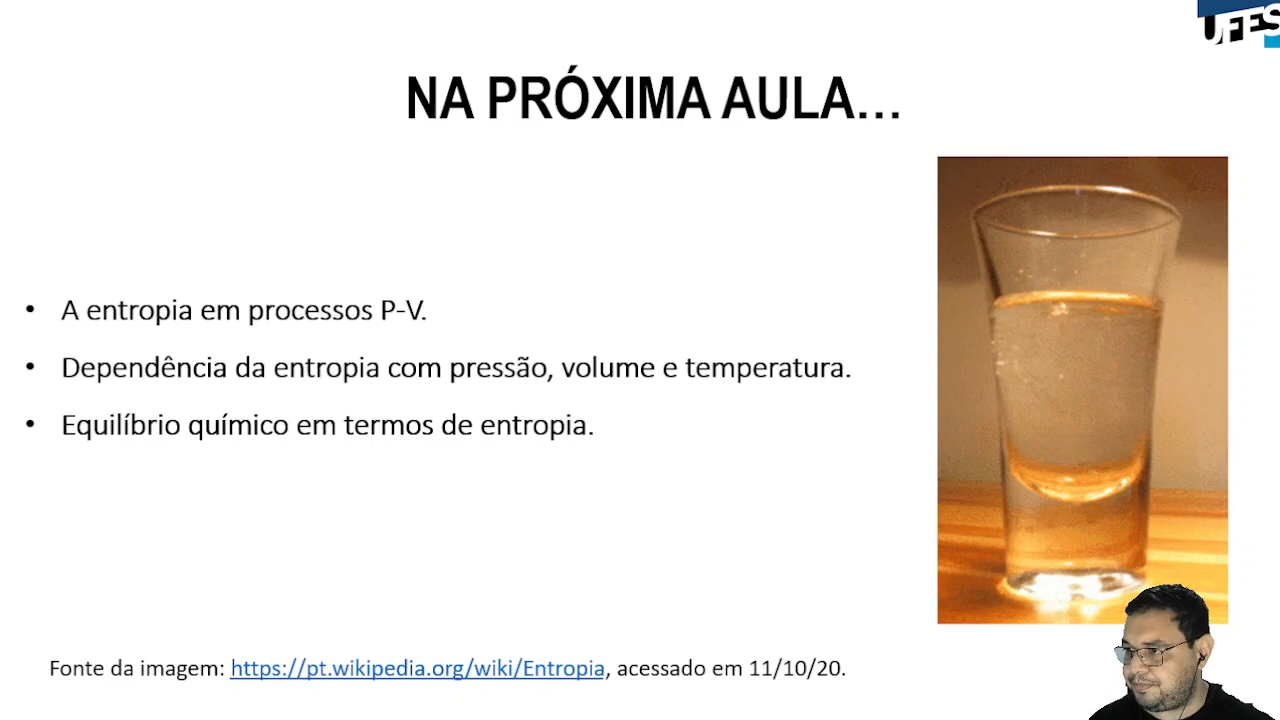 UFES
NA PRÓXIMA AULA...
• A entropia em processos P-V.
• Dependência da entropia com pressão, volume e temperatura.
• Equilíbrio químico em termos de entropia.
Fonte da imagem: https://pt.wikipedia.org/wiki/Entropia, acessado em 11/10/20.